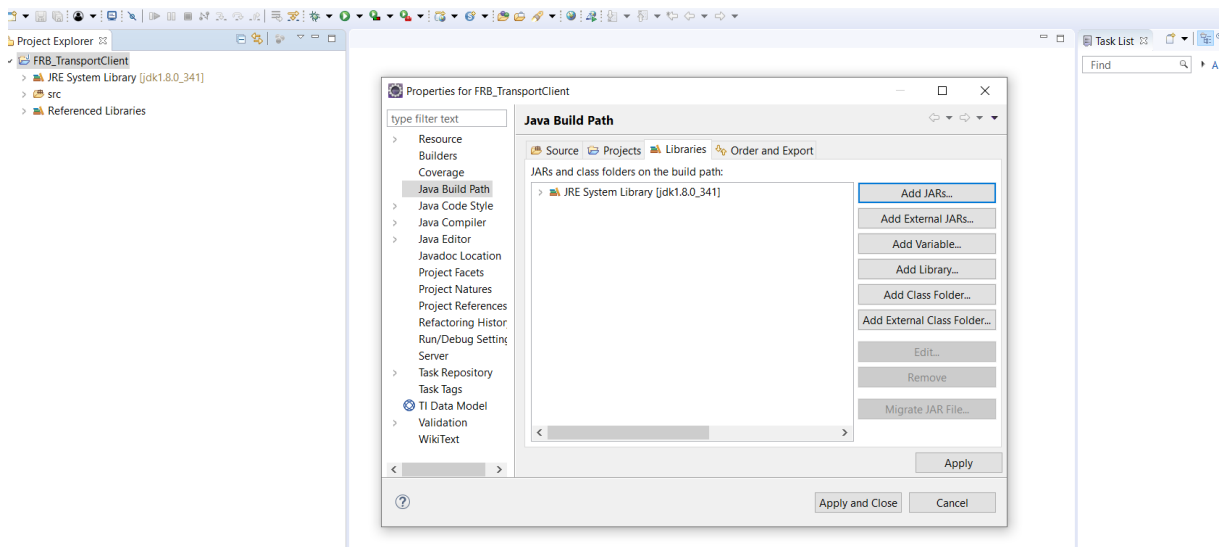 Project Explorer
Task List
FRB_TransportClient
JRE System Library [jdk1.8.0_341]
src
Referenced Libraries
Find
A
Properties for FRB_TransportClient
type filter text
Resource
Builders
Coverage
Java Build Path
Java Code Style
Java Compiler
Java Editor
Javadoc Location
Project Facets
Project Natures
Project References
Refactoring Histor
Run/Debug Setting
Server
Task Repository
Task Tags
TI Data Model
Validation
WikiText
Java Build Path
Source Projects Libraries Order and Export
JARs and class folders on the build path:
JRE System Library [jdk1.8.0_341]
Add JARs...
Add External JARs...
Add Variable...
Add Library...
Add Class Folder...
Add External Class Folder...
Edit...
Remove
Migrate JAR File...
Apply
Apply and Close Cancel